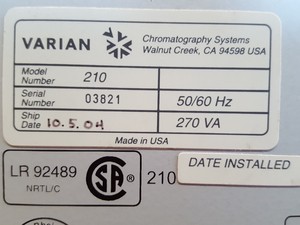 VARIAN
Chromatography Systems
Walnut Creek, CA 94598 USA
Model Number 210
Serial Number 03821
50/60 Hz
Ship Date 10.5.04
270 VA
Made in USA
LR 92489
NRTL/C
SA
210
DATE INSTALLED